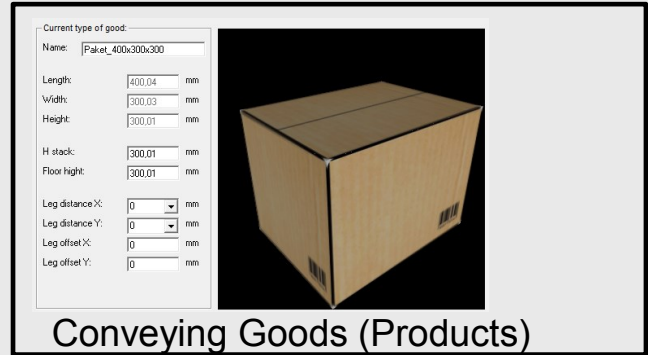 Current type of good:
Name: Paket_400x300x300
Length: 400,04 mm
Width: 300,03 mm
Height: 300,01 mm
H stack: 300,01 mm
Floor hight: 300,01 mm
Leg distance X: 0 mm
Leg distance Y: 0 mm
Leg offset X: 0 mm
Leg offset Y: 0 mm
Conveying Goods (Products)